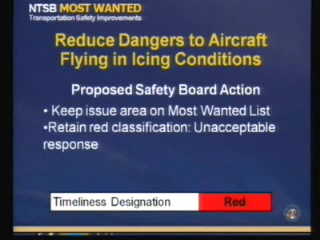 NTSB MOST WANTED
Transportation Safety Improvements
Reduce Dangers to Aircraft
Flying in Icing Conditions
Proposed Safety Board Action
• Keep issue area on Most Wanted List
•Retain red classification: Unacceptable
response
Timeliness Designation Red